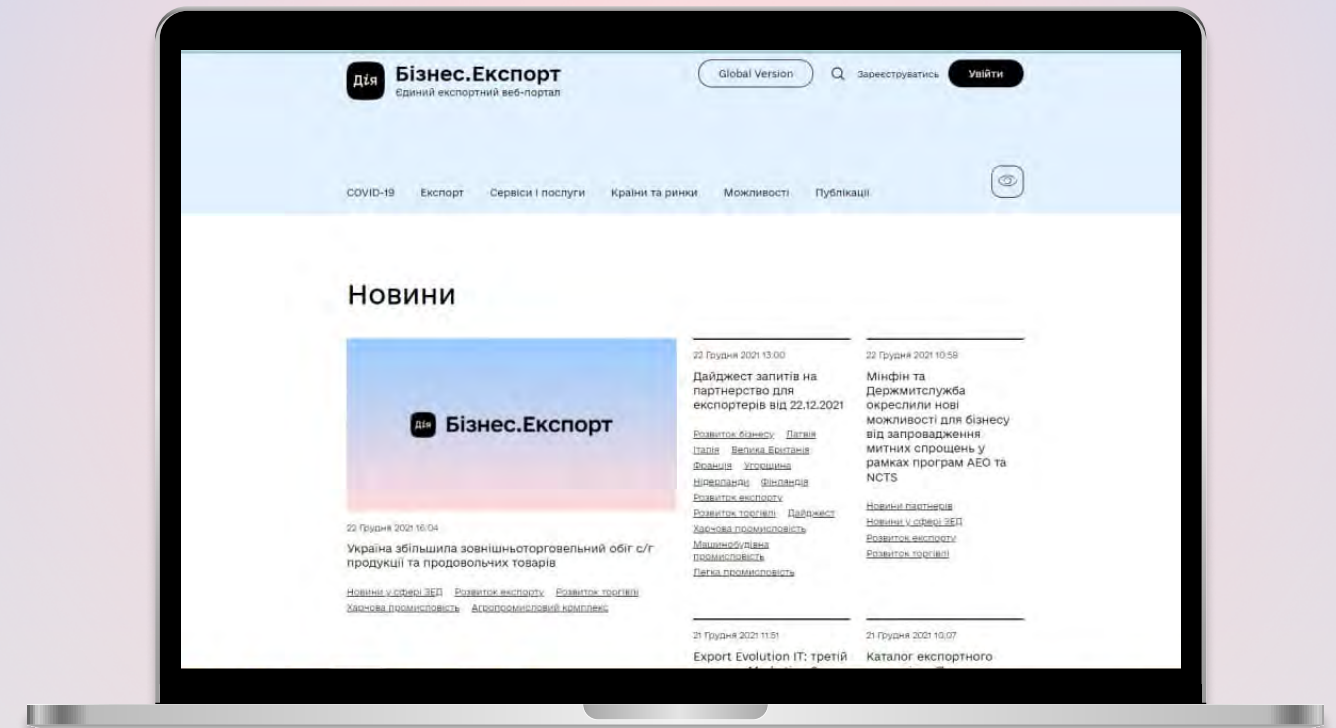 Дія
Бізнес.Експорт
Єдиний експортний веб-портал
Global Version
Зареєструватись
Увійти
COVID-19 Експорт Сервіси і послуги Країни та ринки Можливості Публікації
Новини
Дія Бізнес.Експорт
22 Грудня 2021 16:04
Україна збільшила зовнішньоторговельний обіг с/г
продукції та продовольчих товарів
Новини у сфері ЗЕД Розвиток експорту Розвиток торгівлі
Харчова промисловість Агропромисловий комплекс
22 Грудня 2021 13:00
Дайджест запитів на
партнерство для
експортерів від 22.12.2021
Розвиток бізнесу Латвія
Італія Велика Британія
Франція Угорщина
Нідерланди Фінляндія
Розвиток експорту
Розвиток торгівлі Дайджест
Харчова промисловість
Машинобудівна
промисловість
Легка промисловість
22 Грудня 2021 10:59
Мінфін та
Держмитслужба
окреслили нові
можливості для бізнесу
від запровадження
митних спрощень у
рамках програм АЕО та
NCTS
Новини партнерів
Новини у сфері ЗЕД
Розвиток експорту
Розвиток торгівлі
21 Грудня 2021 11:51
Export Evolution IT: третій
21 Грудня 2021 10:07
Каталог експортного